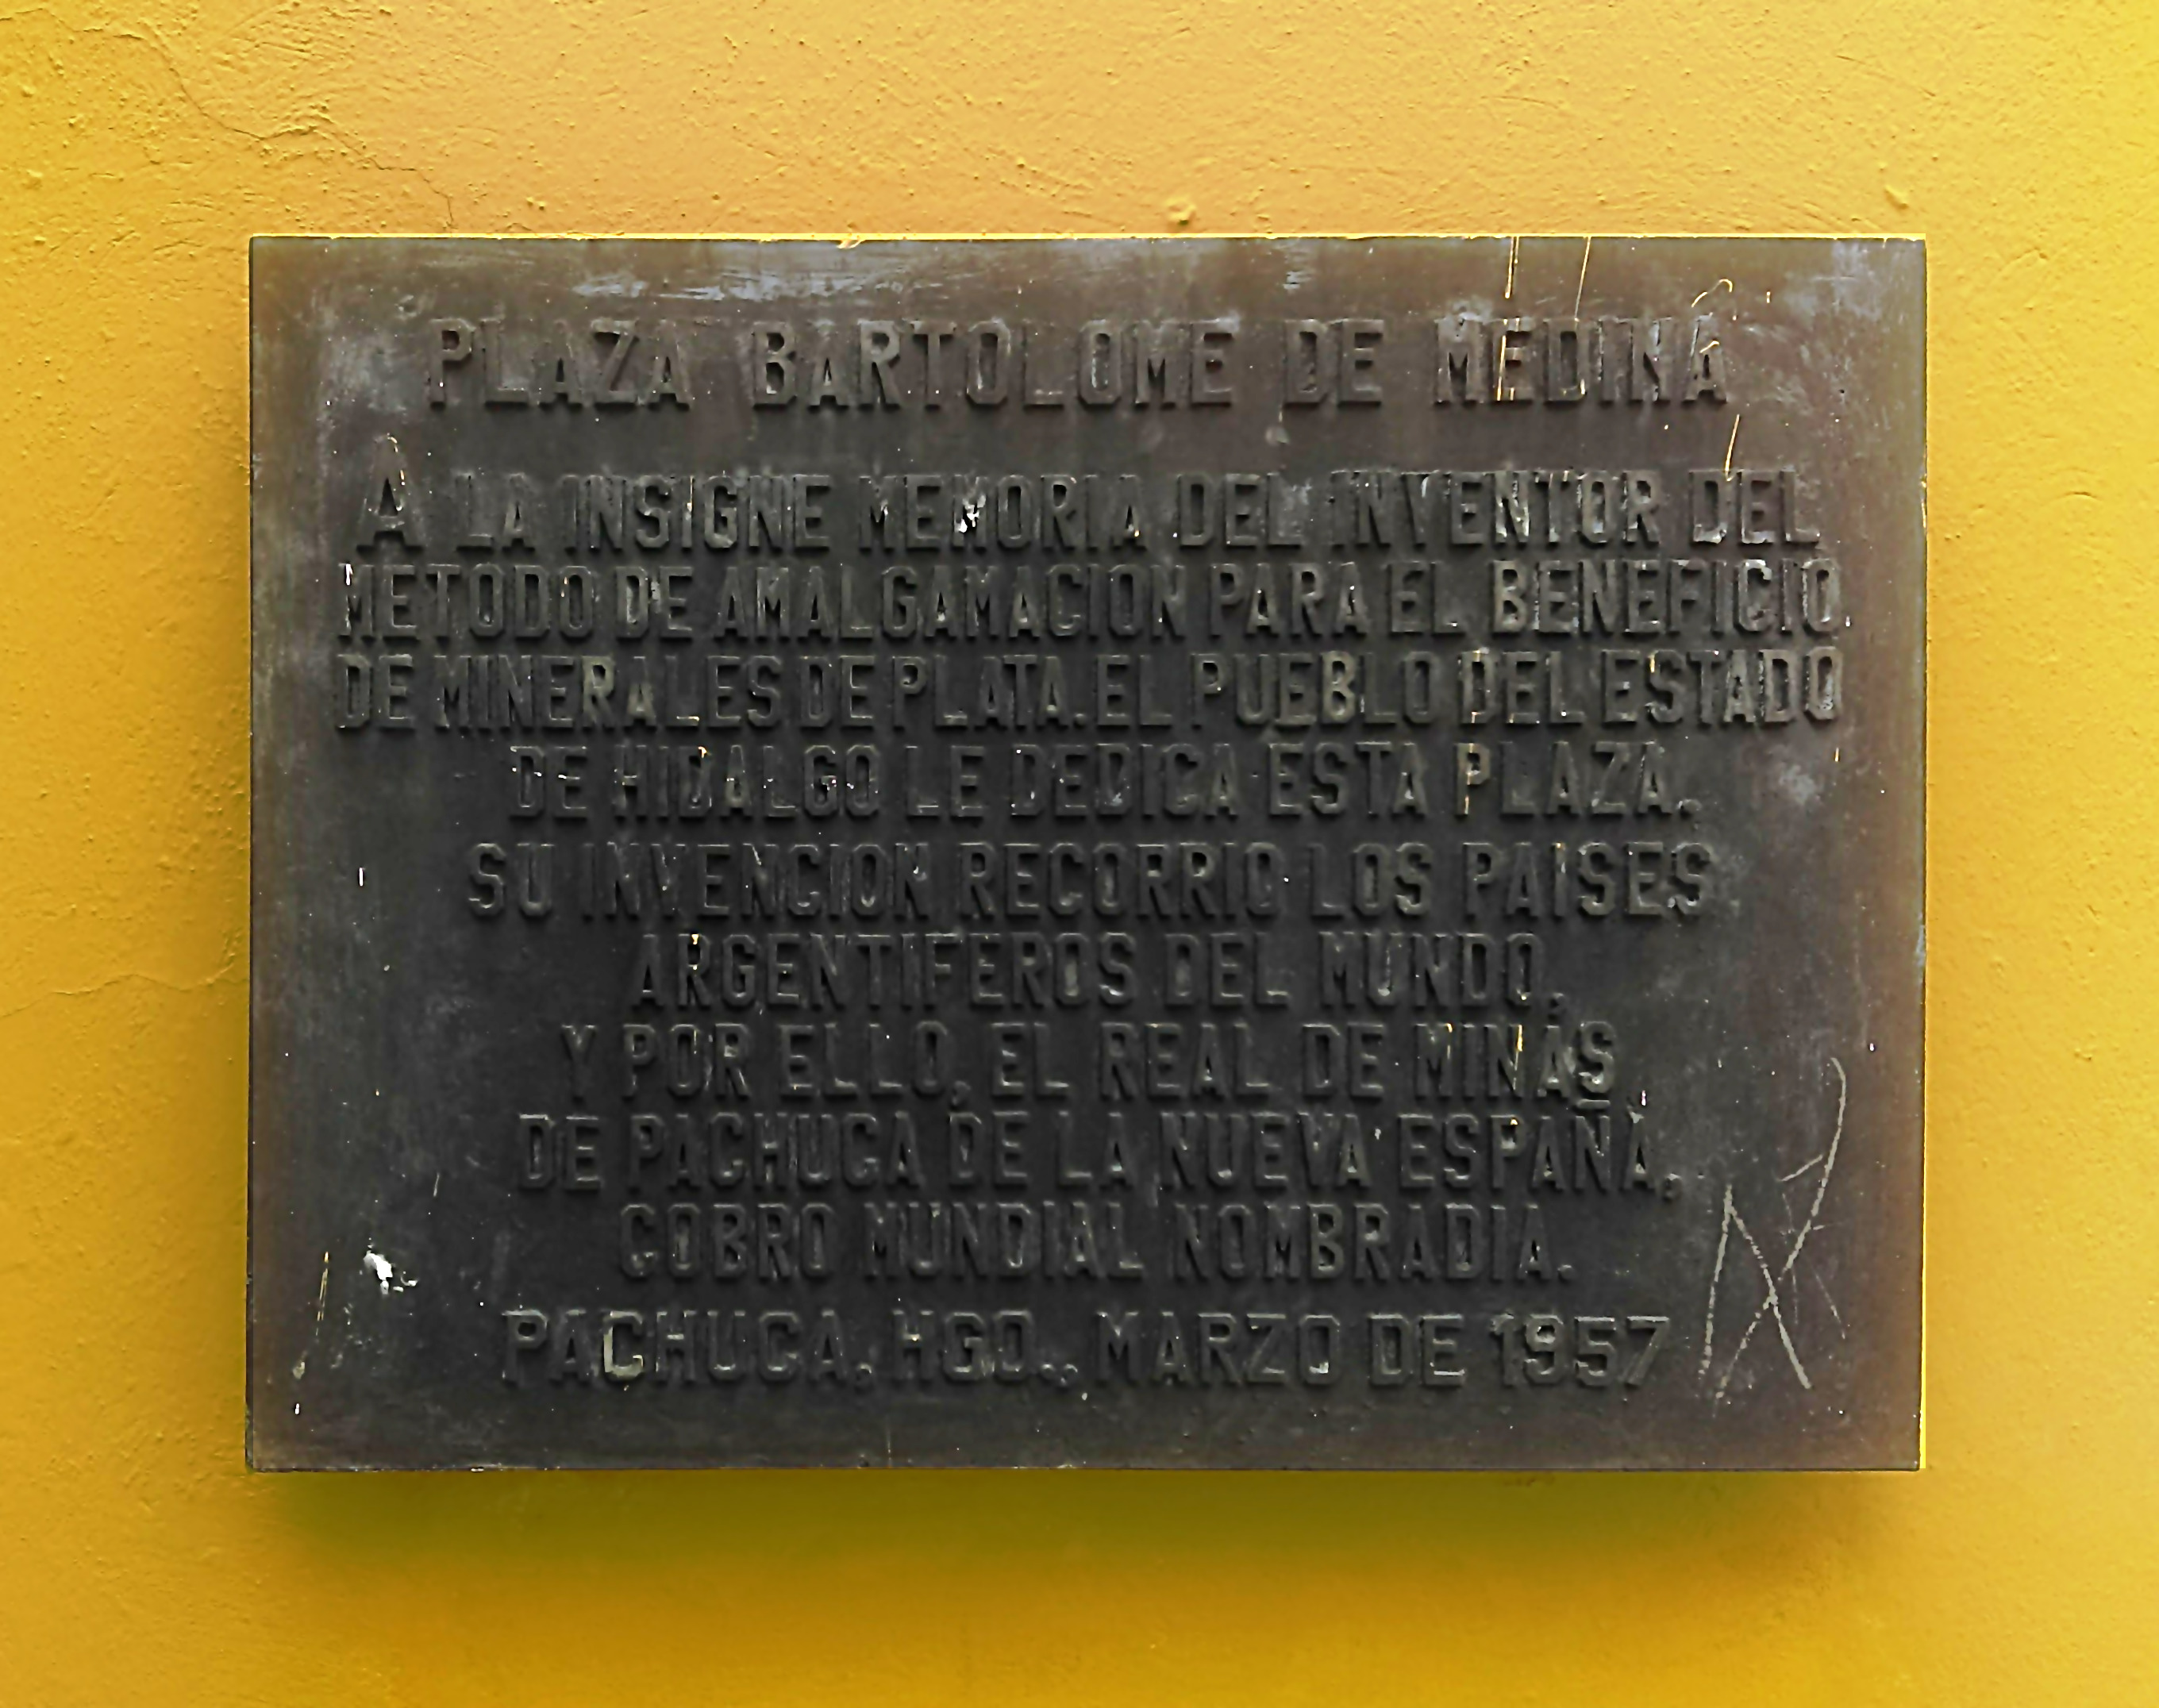 PLAZA BARTOLOME DE MEDINA
A LA INSIGNE MEMORIA DEL INVENTOR DEL
METODO DE AMALGAMACION PARA EL BENEFICIO
DE MINERALES DE PLATA. EL PUEBLO DEL ESTADO
DE HIDALGO LE DEDICA ESTA PLAZA.
SU INVENCION RECORRIO LOS PAISES
ARGENTIFEROS DEL MUNDO,
Y POR ELLO, EL REAL DE MINAS
DE PACHUCA DE LA NUEVA ESPAÑA,
COBRO MUNDIAL NOMBRADIA.
PACHUCA, HGO., MARZO DE 1957